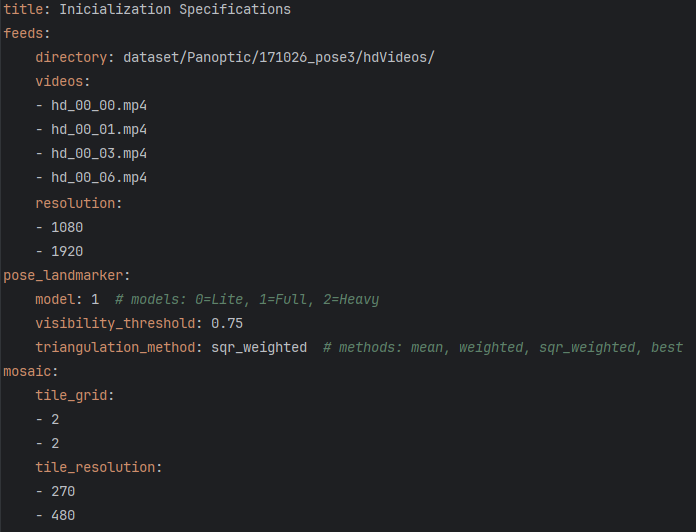 title: Inicialization Specifications
feeds:
    directory: dataset/Panoptic/171026_pose3/hdVideos/
    videos:
    - hd_00_00.mp4
    - hd_00_01.mp4
    - hd_00_03.mp4
    - hd_00_06.mp4
    resolution:
    - 1080
    - 1920
pose_landmarker:
    model: 1  # models: 0=Lite, 1=Full, 2=Heavy
    visibility_threshold: 0.75
    triangulation_method: sqr_weighted  # methods: mean, weighted, sqr_weighted, best
mosaic:
    tile_grid:
    - 2
    - 2
    tile_resolution:
    - 270
    - 480